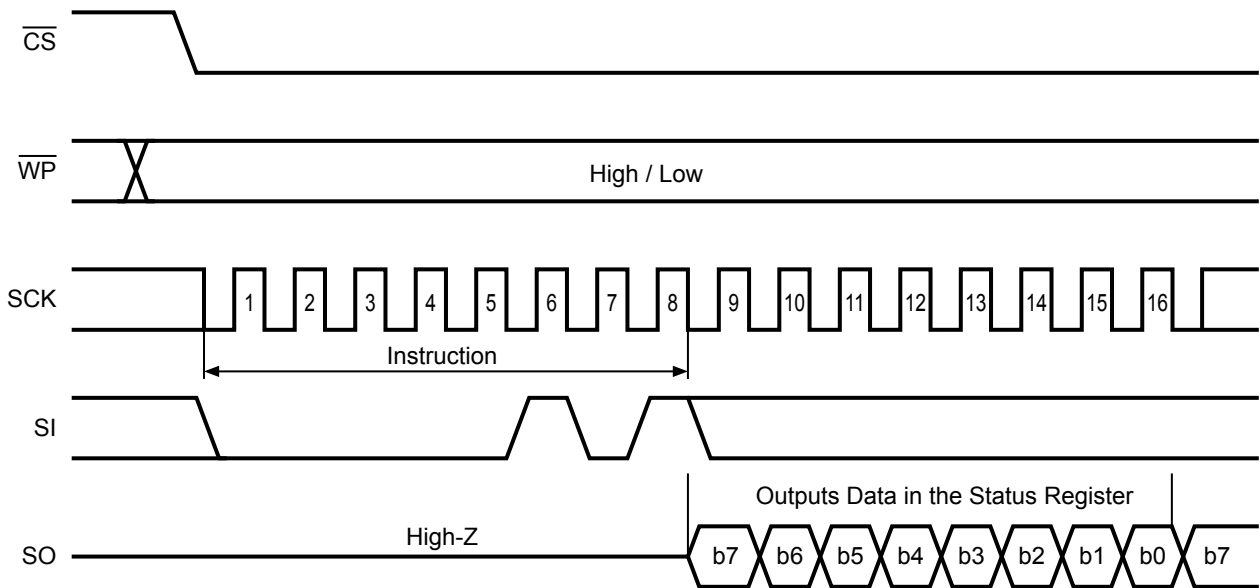 CS
WP
High / Low
SCK
1 2 3 4 5 6 7 8 9 10 11 12 13 14 15 16
Instruction
SI
Outputs Data in the Status Register
High-Z
SO
b7 b6 b5 b4 b3 b2 b1 b0 b7